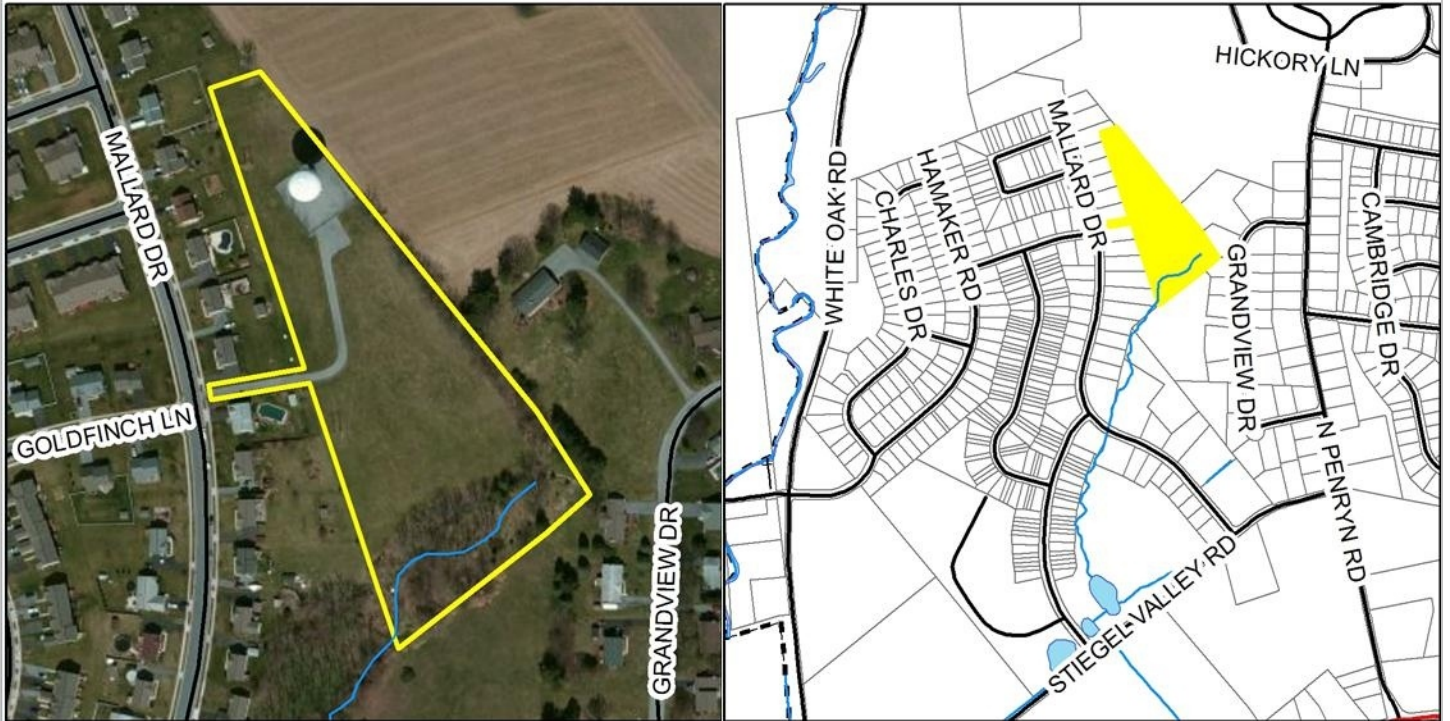 MALLARD DR
GOLDFINCH LN
GRANDVIEW DR
HICKORY LN
MALLARD DR
HAMAKER RD
WHITE OAK RD
CHARLES DR
GRANDVIEW DR
CAMBRIDGE DR
N PENRYN RD
STIEGEL VALLEY RD